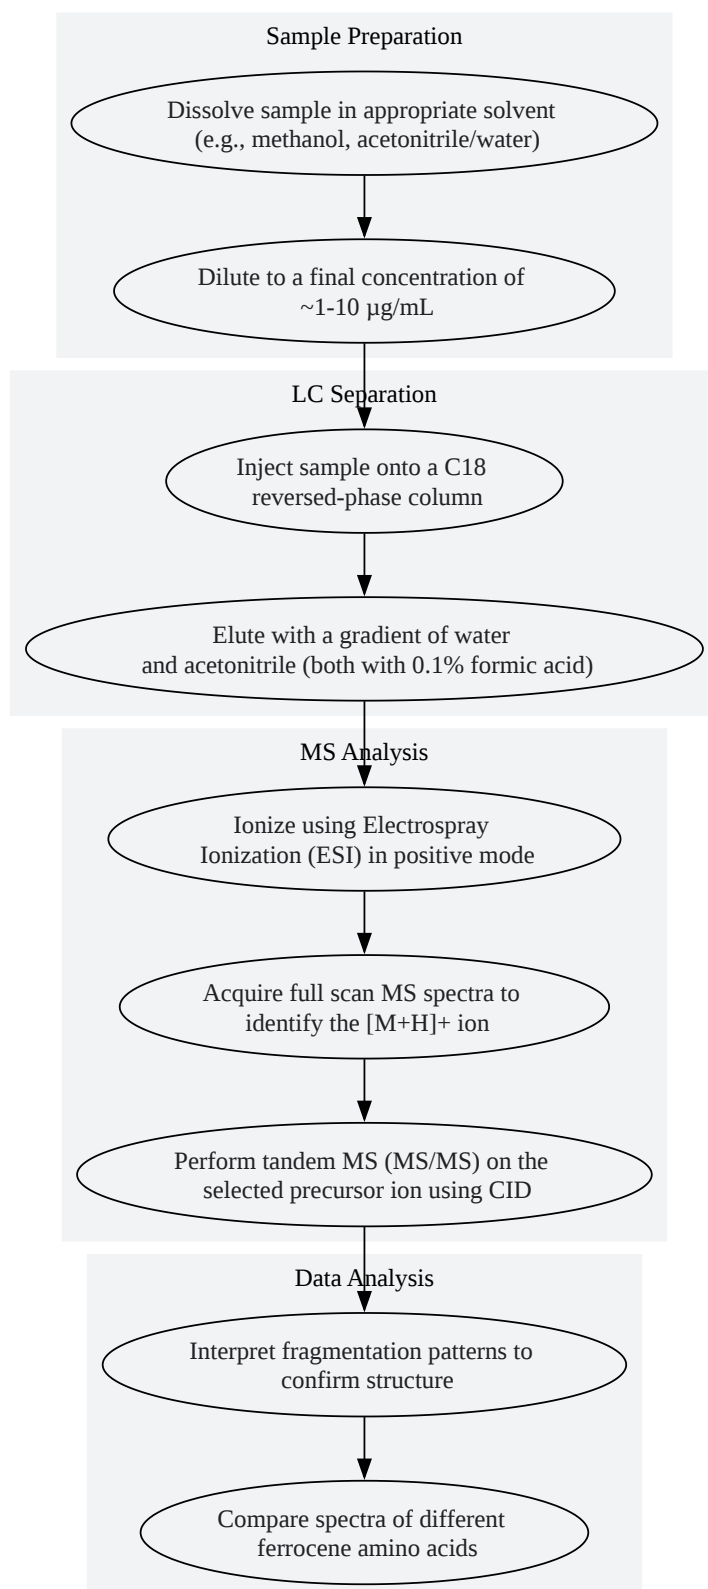 Sample Preparation
Dissolve sample in appropriate solvent
(e.g., methanol, acetonitrile/water)
Dilute to a final concentration of
~1-10 µg/mL
LC Separation
Inject sample onto a C18
reversed-phase column
Elute with a gradient of water
and acetonitrile (both with 0.1% formic acid)
MS Analysis
Ionize using Electrospray
Ionization (ESI) in positive mode
Acquire full scan MS spectra to
identify the [M+H]+ ion
Perform tandem MS (MS/MS) on the
selected precursor ion using CID
Data Analysis
Interpret fragmentation patterns to
confirm structure
Compare spectra of different
ferrocene amino acids